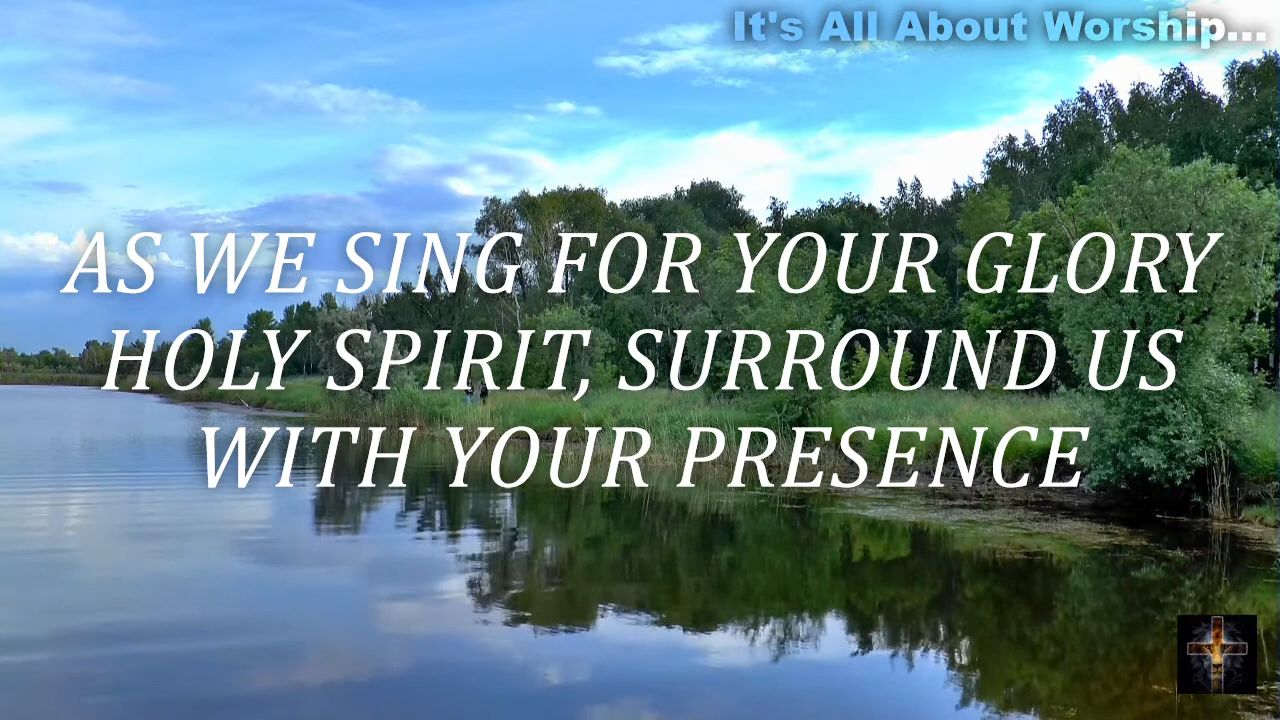 It's All About Worship...
AS WE SING FOR YOUR GLORY
HOLY SPIRIT, SURROUND US
WITH YOUR PRESENCE